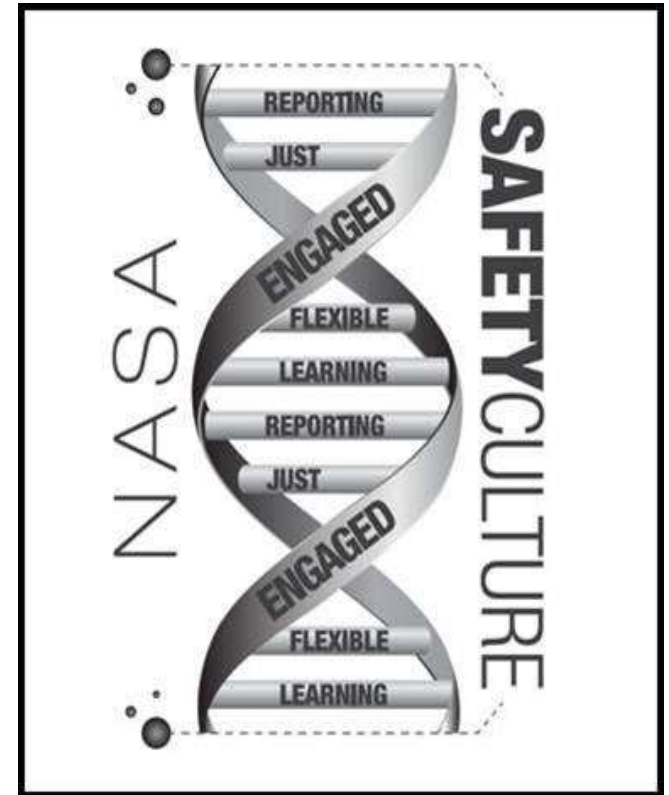 NASA
REPORTING
JUST
ENGAGED
FLEXIBLE
LEARNING
REPORTING
JUST
ENGAGED
FLEXIBLE
LEARNING
SAFETYCULTURE